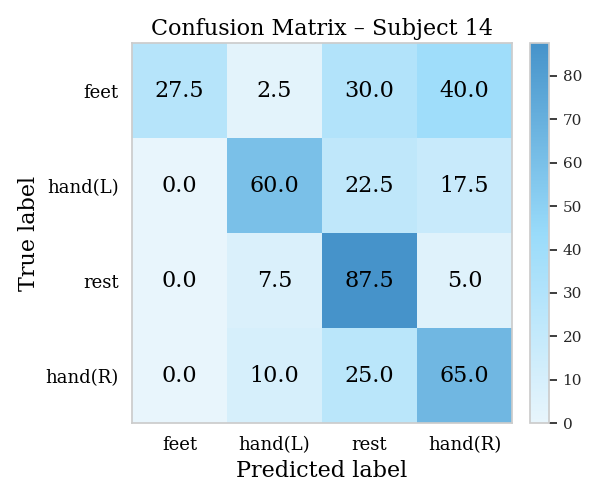 Confusion Matrix – Subject 14
feet 27.5 2.5 30.0 40.0
hand(L) 0.0 60.0 22.5 17.5
rest 0.0 7.5 87.5 5.0
hand(R) 0.0 10.0 25.0 65.0
feet hand(L) rest hand(R)
Predicted label
True label
80
70
60
50
40
30
20
10
0